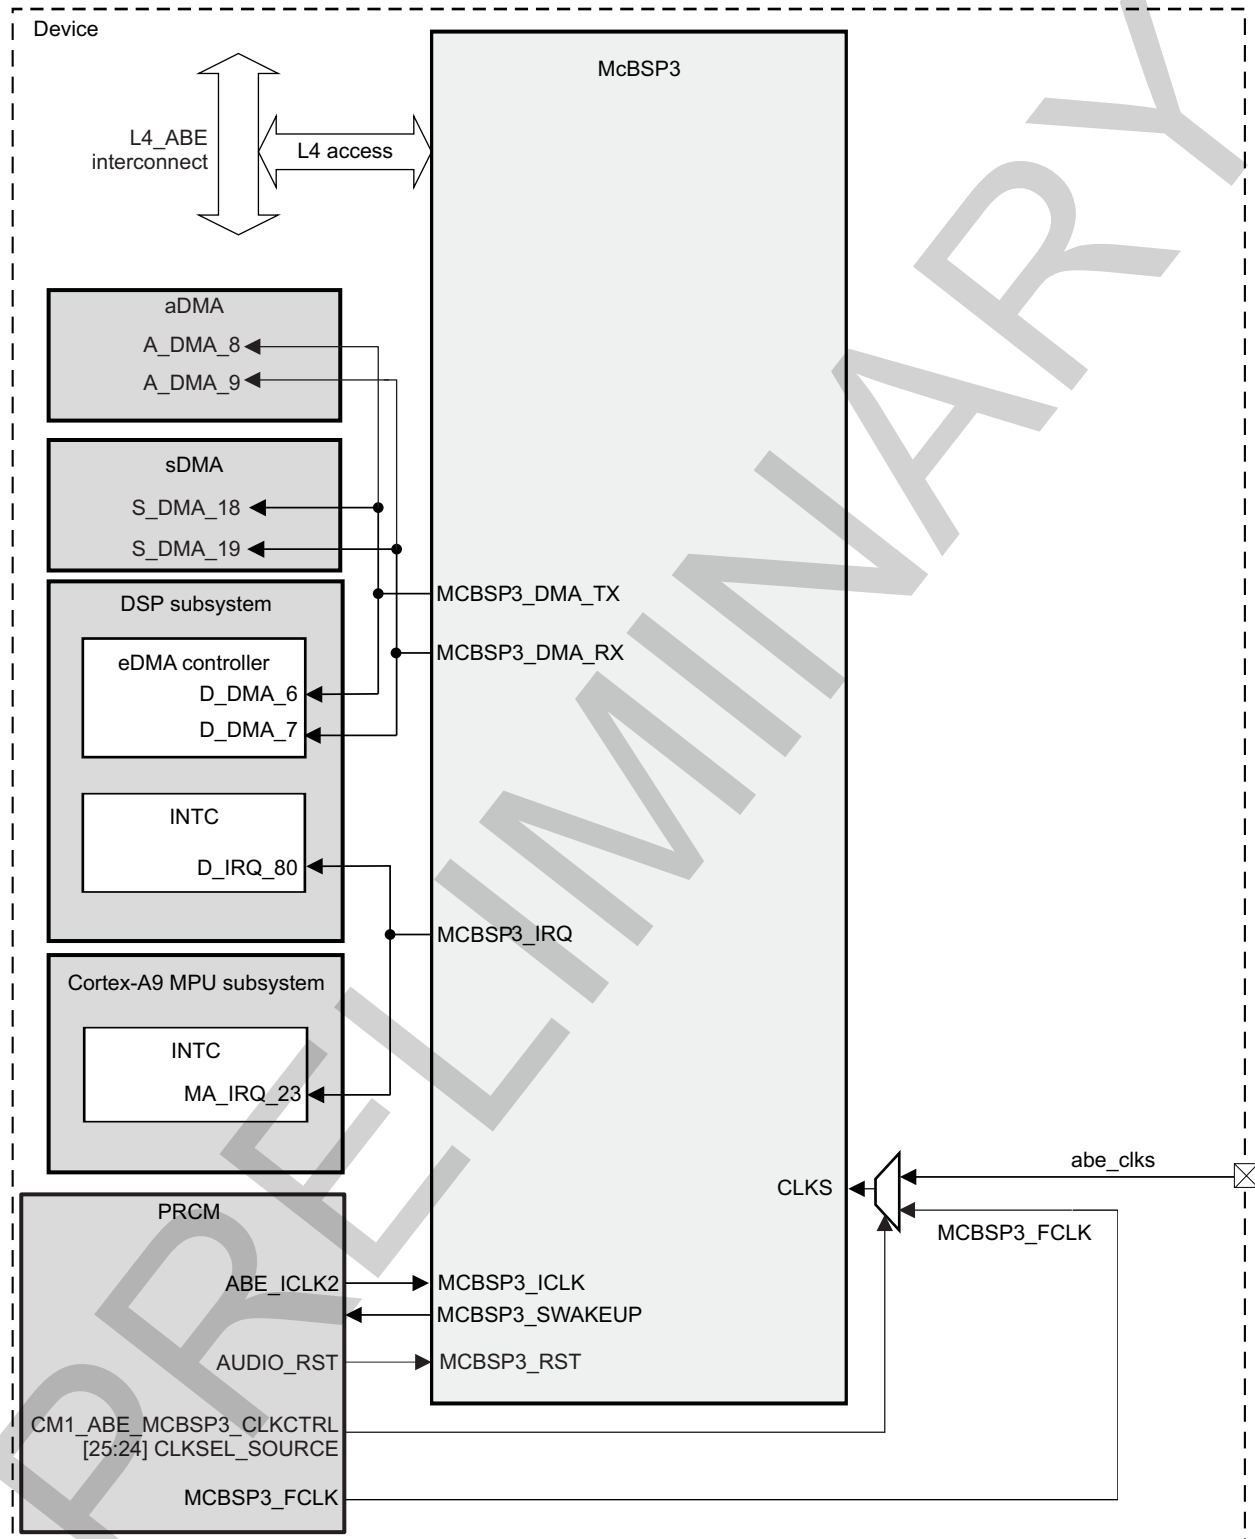 Device
McBSP3
L4_ABE
interconnect
L4 access
aDMA
A_DMA_8
A_DMA_9
sDMA
S_DMA_18
S_DMA_19
DSP subsystem
MCBSP3_DMA_TX
eDMA controller
MCBSP3_DMA_RX
D_DMA_6
D_DMA_7
INTC
D_IRQ_80
MCBSP3_IRQ
Cortex-A9 MPU subsystem
INTC
MA_IRQ_23
abe_clks
CLKS
PRCM
MCBSP3_FCLK
ABE_ICLK2
MCBSP3_ICLK
MCBSP3_SWAKEUP
AUDIO_RST
MCBSP3_RST
CM1_ABE_MCBSP3_CLKCTRL
[25:24] CLKSEL_SOURCE
MCBSP3_FCLK
PRELIMINARY